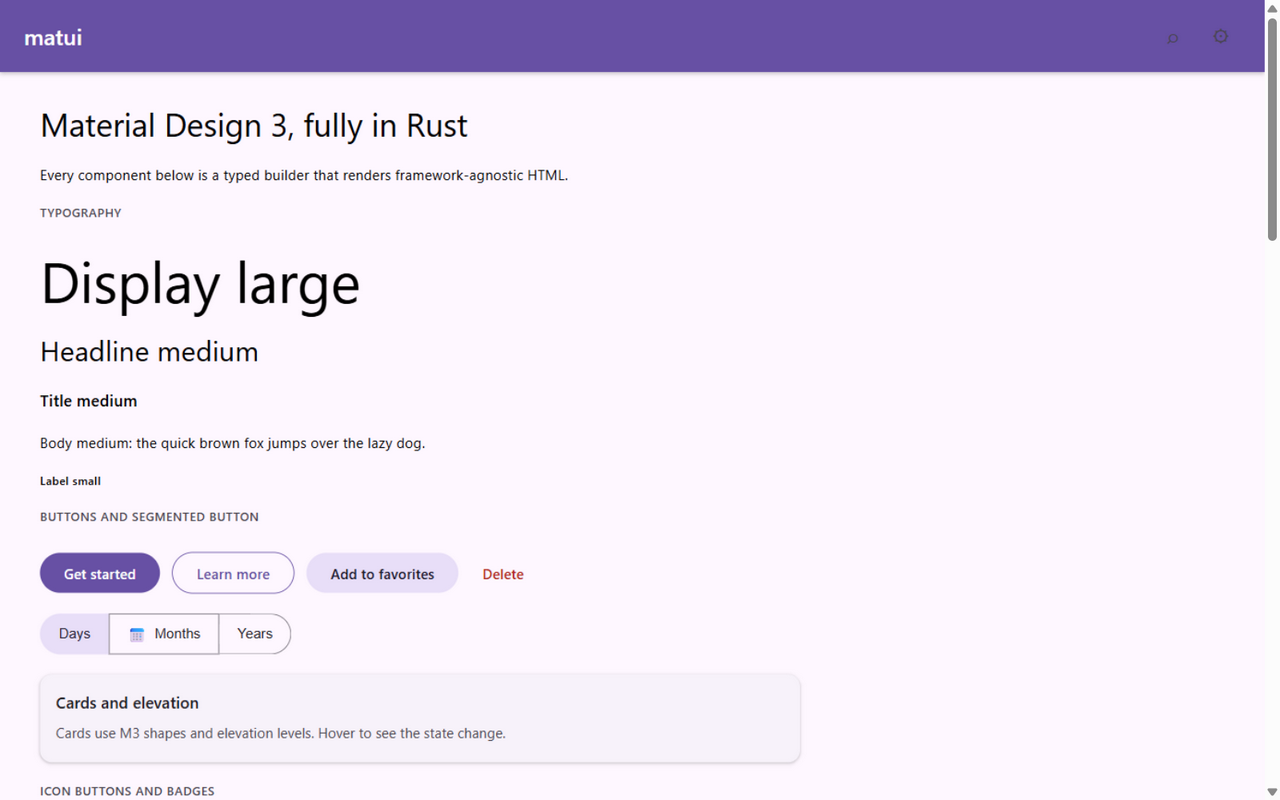 matui
Material Design 3, fully in Rust
Every component below is a typed builder that renders framework-agnostic HTML.
TYPOGRAPHY
Display large
Headline medium
Title medium
Body medium: the quick brown fox jumps over the lazy dog.
Label small
BUTTONS AND SEGMENTED BUTTON
Get started Learn more Add to favorites Delete
Days Months Years
Cards and elevation
Cards use M3 shapes and elevation levels. Hover to see the state change.
ICON BUTTONS AND BADGES